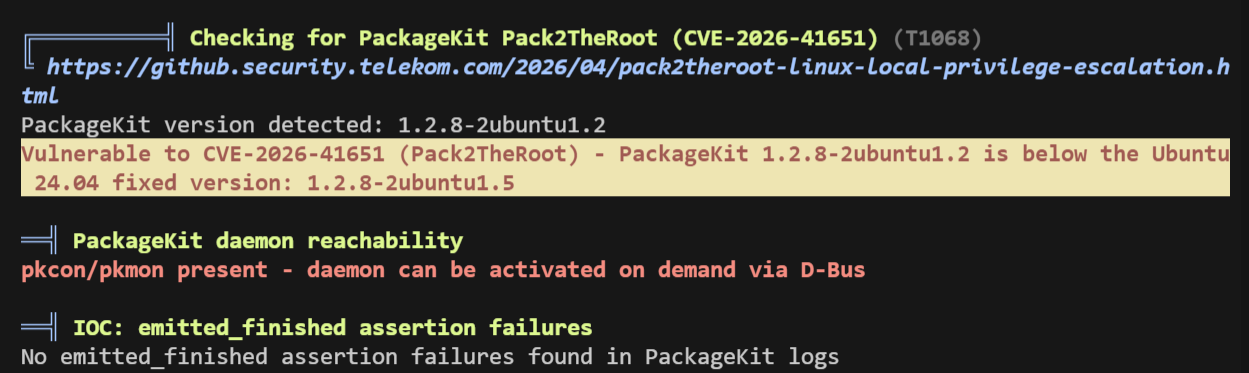 ╔══════════╣ Checking for PackageKit Pack2TheRoot (CVE-2026-41651) (T1068)
╚ https://github.security.telekom.com/2026/04/pack2theroot-linux-local-privilege-escalation.h
tml
PackageKit version detected: 1.2.8-2ubuntu1.2
Vulnerable to CVE-2026-41651 (Pack2TheRoot) - PackageKit 1.2.8-2ubuntu1.2 is below the Ubuntu
 24.04 fixed version: 1.2.8-2ubuntu1.5
══╣ PackageKit daemon reachability
pkcon/pkmon present - daemon can be activated on demand via D-Bus
══╣ IOC: emitted_finished assertion failures
No emitted_finished assertion failures found in PackageKit logs